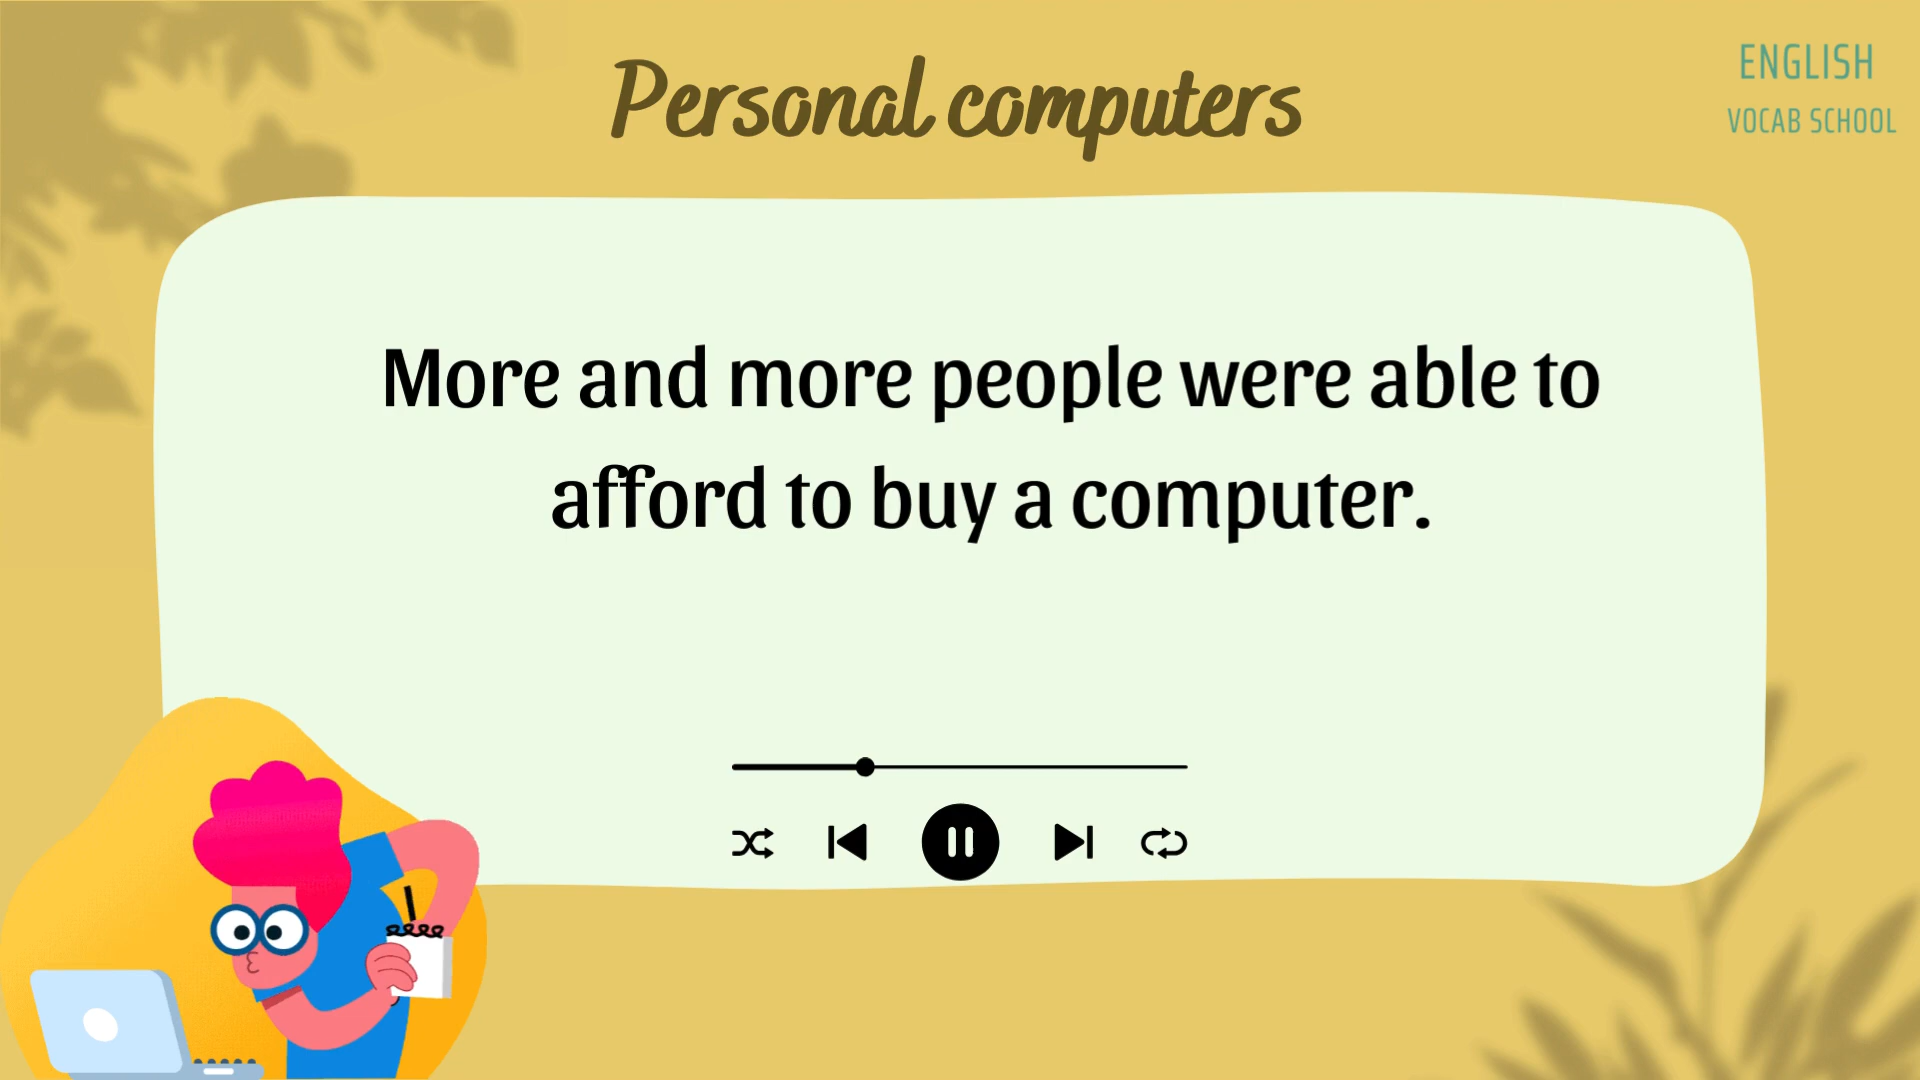 Personal computers
ENGLISH
VOCAB SCHOOL
More and more people were able to
afford to buy a computer.